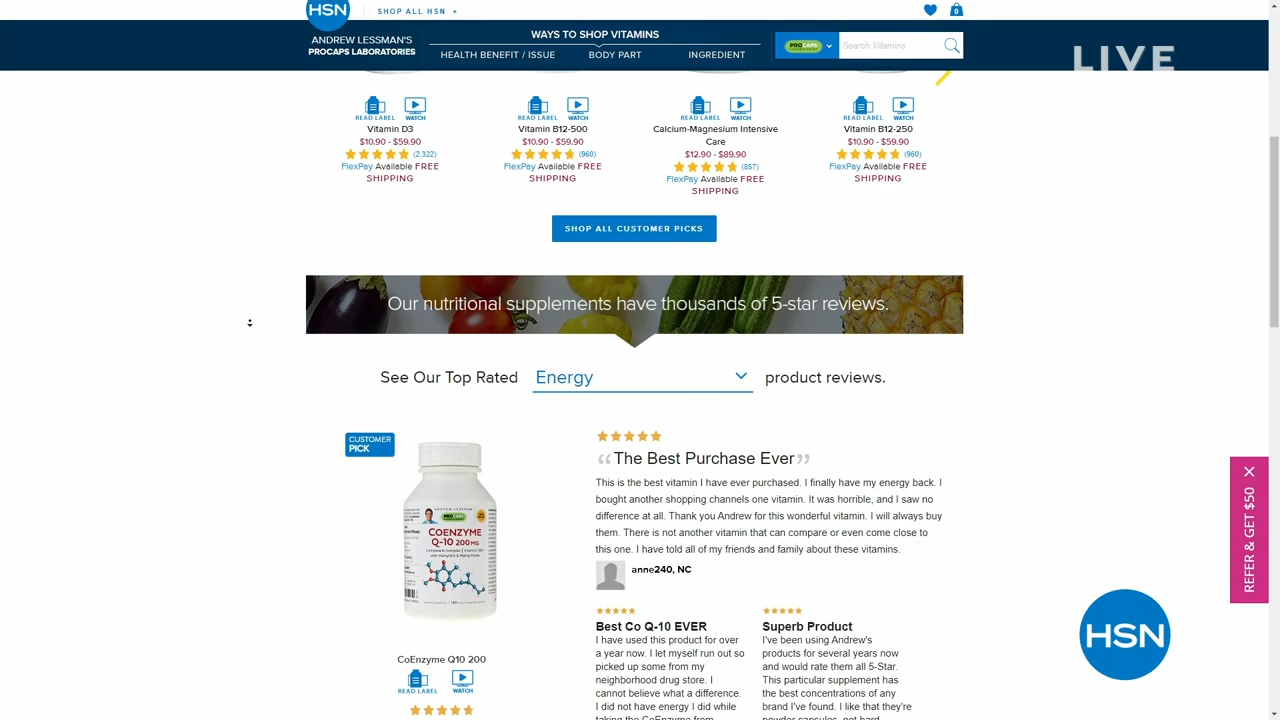 HSN
SHOP ALL HSN +
0
ANDREW LESSMAN'S
PROCAPS LABORATORIES
WAYS TO SHOP VITAMINS
HEALTH BENEFIT / ISSUE
BODY PART
INGREDIENT
PROCAPS
Search Vitamins
LIVE
READ LABEL
WATCH
READ LABEL
WATCH
READ LABEL
WATCH
READ LABEL
WATCH
Vitamin D3
$10.90 - $59.90
(2,322)
FlexPay Available FREE
SHIPPING
Vitamin B12-500
$10.90 - $59.90
(960)
FlexPay Available FREE
SHIPPING
Calcium-Magnesium Intensive
Care
$12.90 - $89.90
(857)
FlexPay Available FREE
SHIPPING
Vitamin B12-250
$10.90 - $59.90
(960)
FlexPay Available FREE
SHIPPING
SHOP ALL CUSTOMER PICKS
Our nutritional supplements have thousands of 5-star reviews.
See Our Top Rated Energy product reviews.
CUSTOMER
PICK
ANDREW LESSMAN
PROCAPS
COENZYME
Q-10 200 MG
“The Best Purchase Ever”
This is the best vitamin I have ever purchased. I finally have my energy back. I
bought another shopping channels one vitamin. It was horrible, and I saw no
difference at all. Thank you Andrew for this wonderful vitamin. I will always buy
them. There is not another vitamin that can compare or even come close to
this one. I have told all of my friends and family about these vitamins.
anne240, NC
CoEnzyme Q10 200
READ LABEL
WATCH
Best Co Q-10 EVER
I have used this product for over
a year now. I let myself run out so
picked up some from my
neighborhood drug store. I
cannot believe what a difference.
I did not have energy I did while
taking the CoEnzyme from
Superb Product
I've been using Andrew's
products for several years now
and would rate them all 5-Star.
This particular supplement has
the best concentrations of any
brand I've found. I like that they're
powder capsules, not hard
REFER & GET $50
HSN